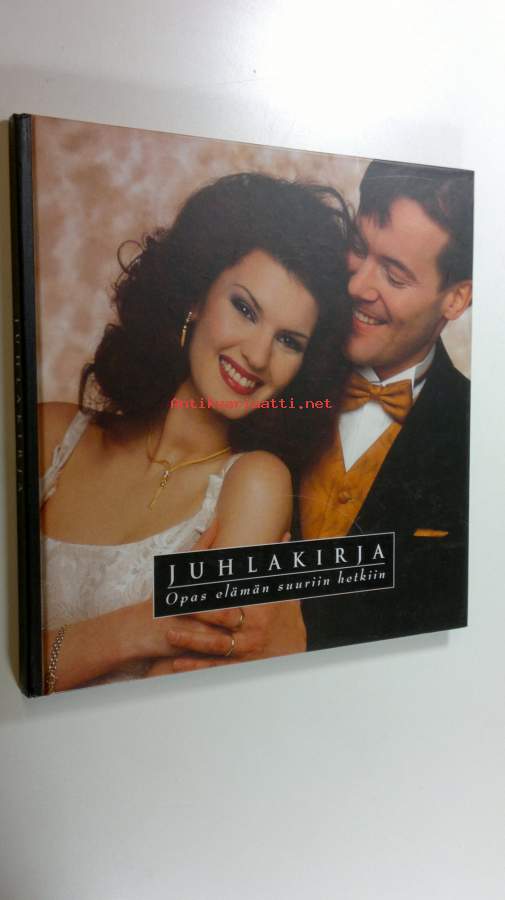 JUHLAKIRJA
Antikvariaatti.net
JUHLAKIRJA
Opas elämän suuriin hetkiin